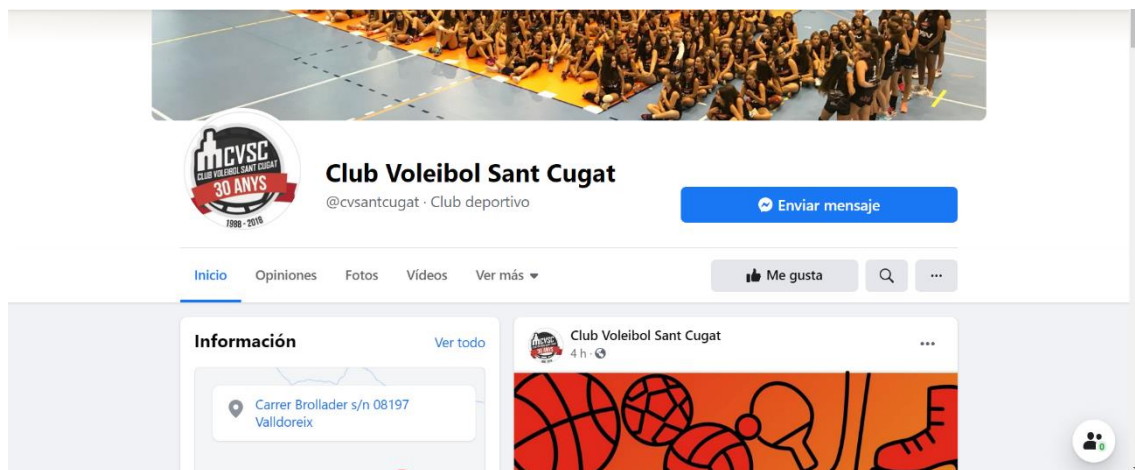 CVSC
CLUB VOLEIBOL SANT CUGAT
30 ANYS
1988 - 2018
Club Voleibol Sant Cugat
@cvsantcugat · Club deportivo
Enviar mensaje
Inicio Opiniones Fotos Vídeos Ver más
Me gusta
Información
Ver todo
Carrer Brollader s/n 08197
Valldoreix
Club Voleibol Sant Cugat
4 h ·
0